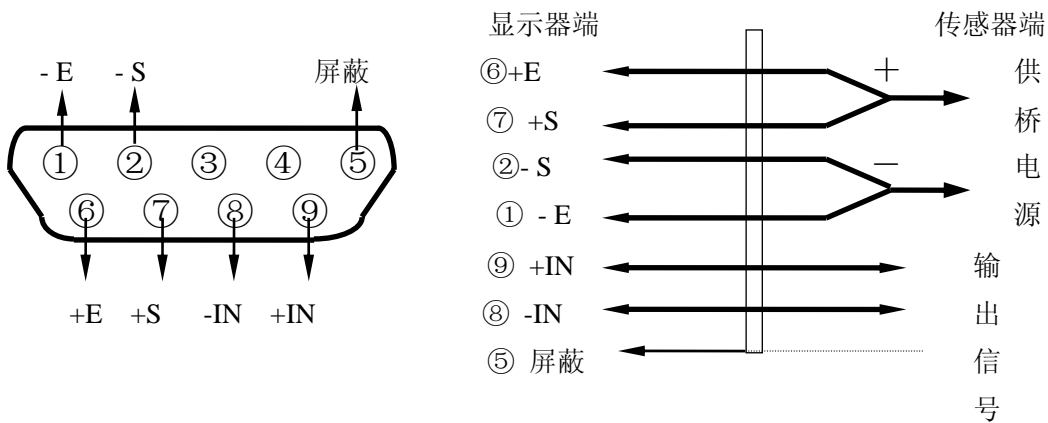 - E - S 屏蔽
① ② ③ ④ ⑤
⑥ ⑦ ⑧ ⑨
+E +S -IN +IN
显示器端 传感器端
⑥+E + 供
⑦ +S 桥
②- S — 电
① - E 源
⑨ +IN 输
⑧ -IN 出
⑤ 屏蔽 信
号